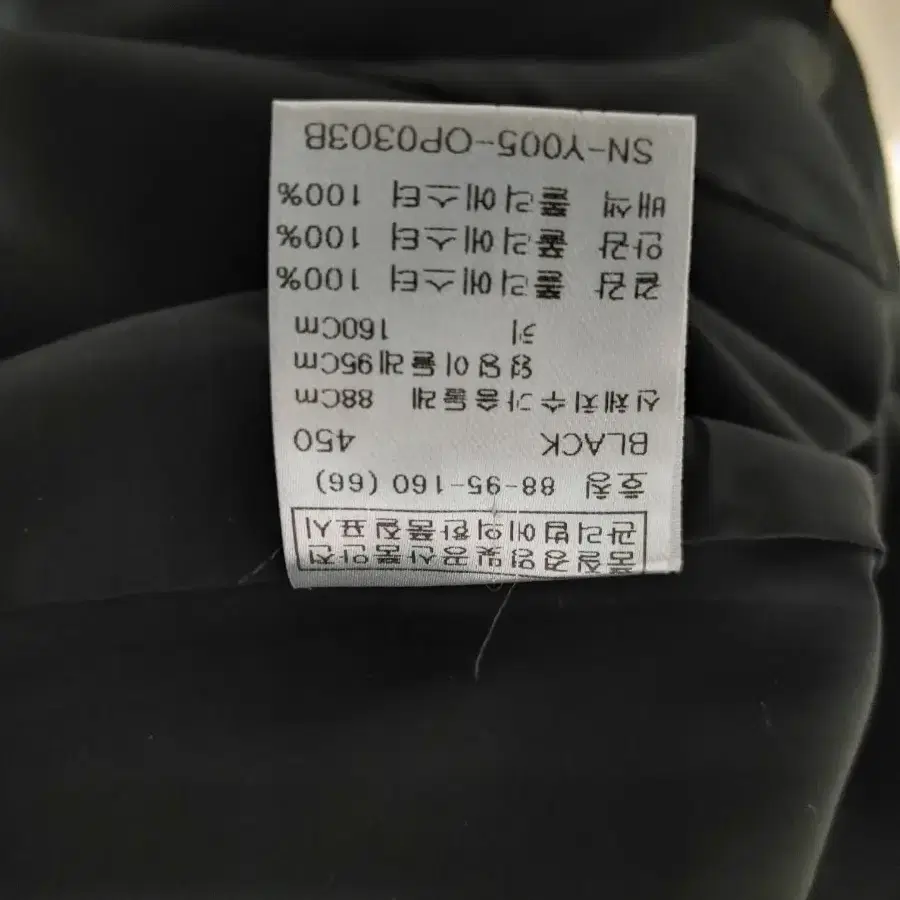 품질경영및공산품안전
관리법에의한품질표시
호칭 88-95-160 (66)
BLACK 450
신체치수가슴둘레 88Cm
엉덩이둘레95Cm
키 160Cm
겉감 폴리에스터 100%
안감 폴리에스터 100%
배색 폴리에스터 100%
SN-Y005-OP0303B